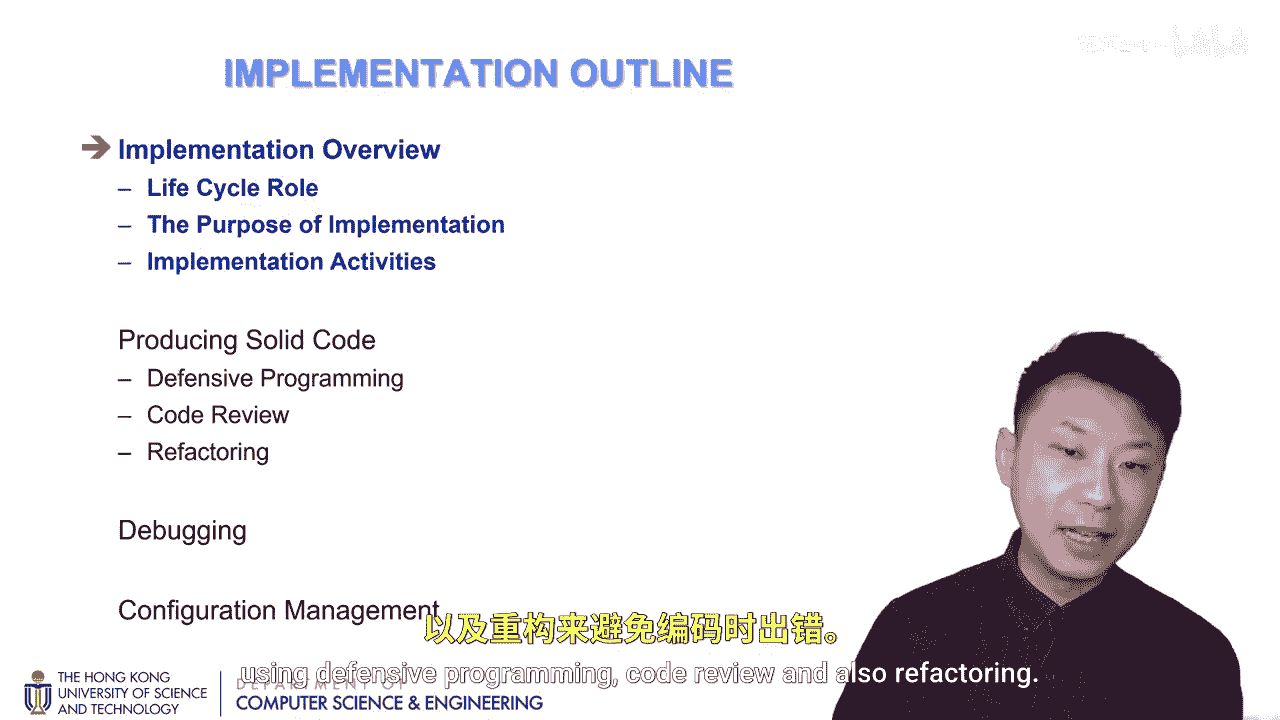 IMPLEMENTATION OUTLINE
➔ Implementation Overview
– Life Cycle Role
– The Purpose of Implementation
– Implementation Activities
Producing Solid Code
– Defensive Programming
– Code Review
– Refactoring
Debugging
Configuration Management
以及重构来避免编码时出错。
using defensive programming, code review and also refactoring.
THE HONG KONG
UNIVERSITY OF SCIENCE
AND TECHNOLOGY
DEPARTMENT OF
COMPUTER SCIENCE & ENGINEERING